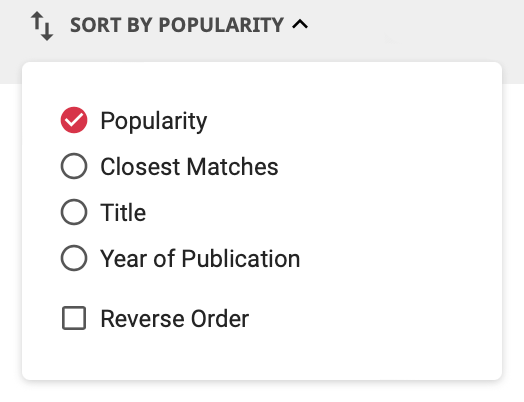 SORT BY POPULARITY
Popularity
Closest Matches
Title
Year of Publication
Reverse Order